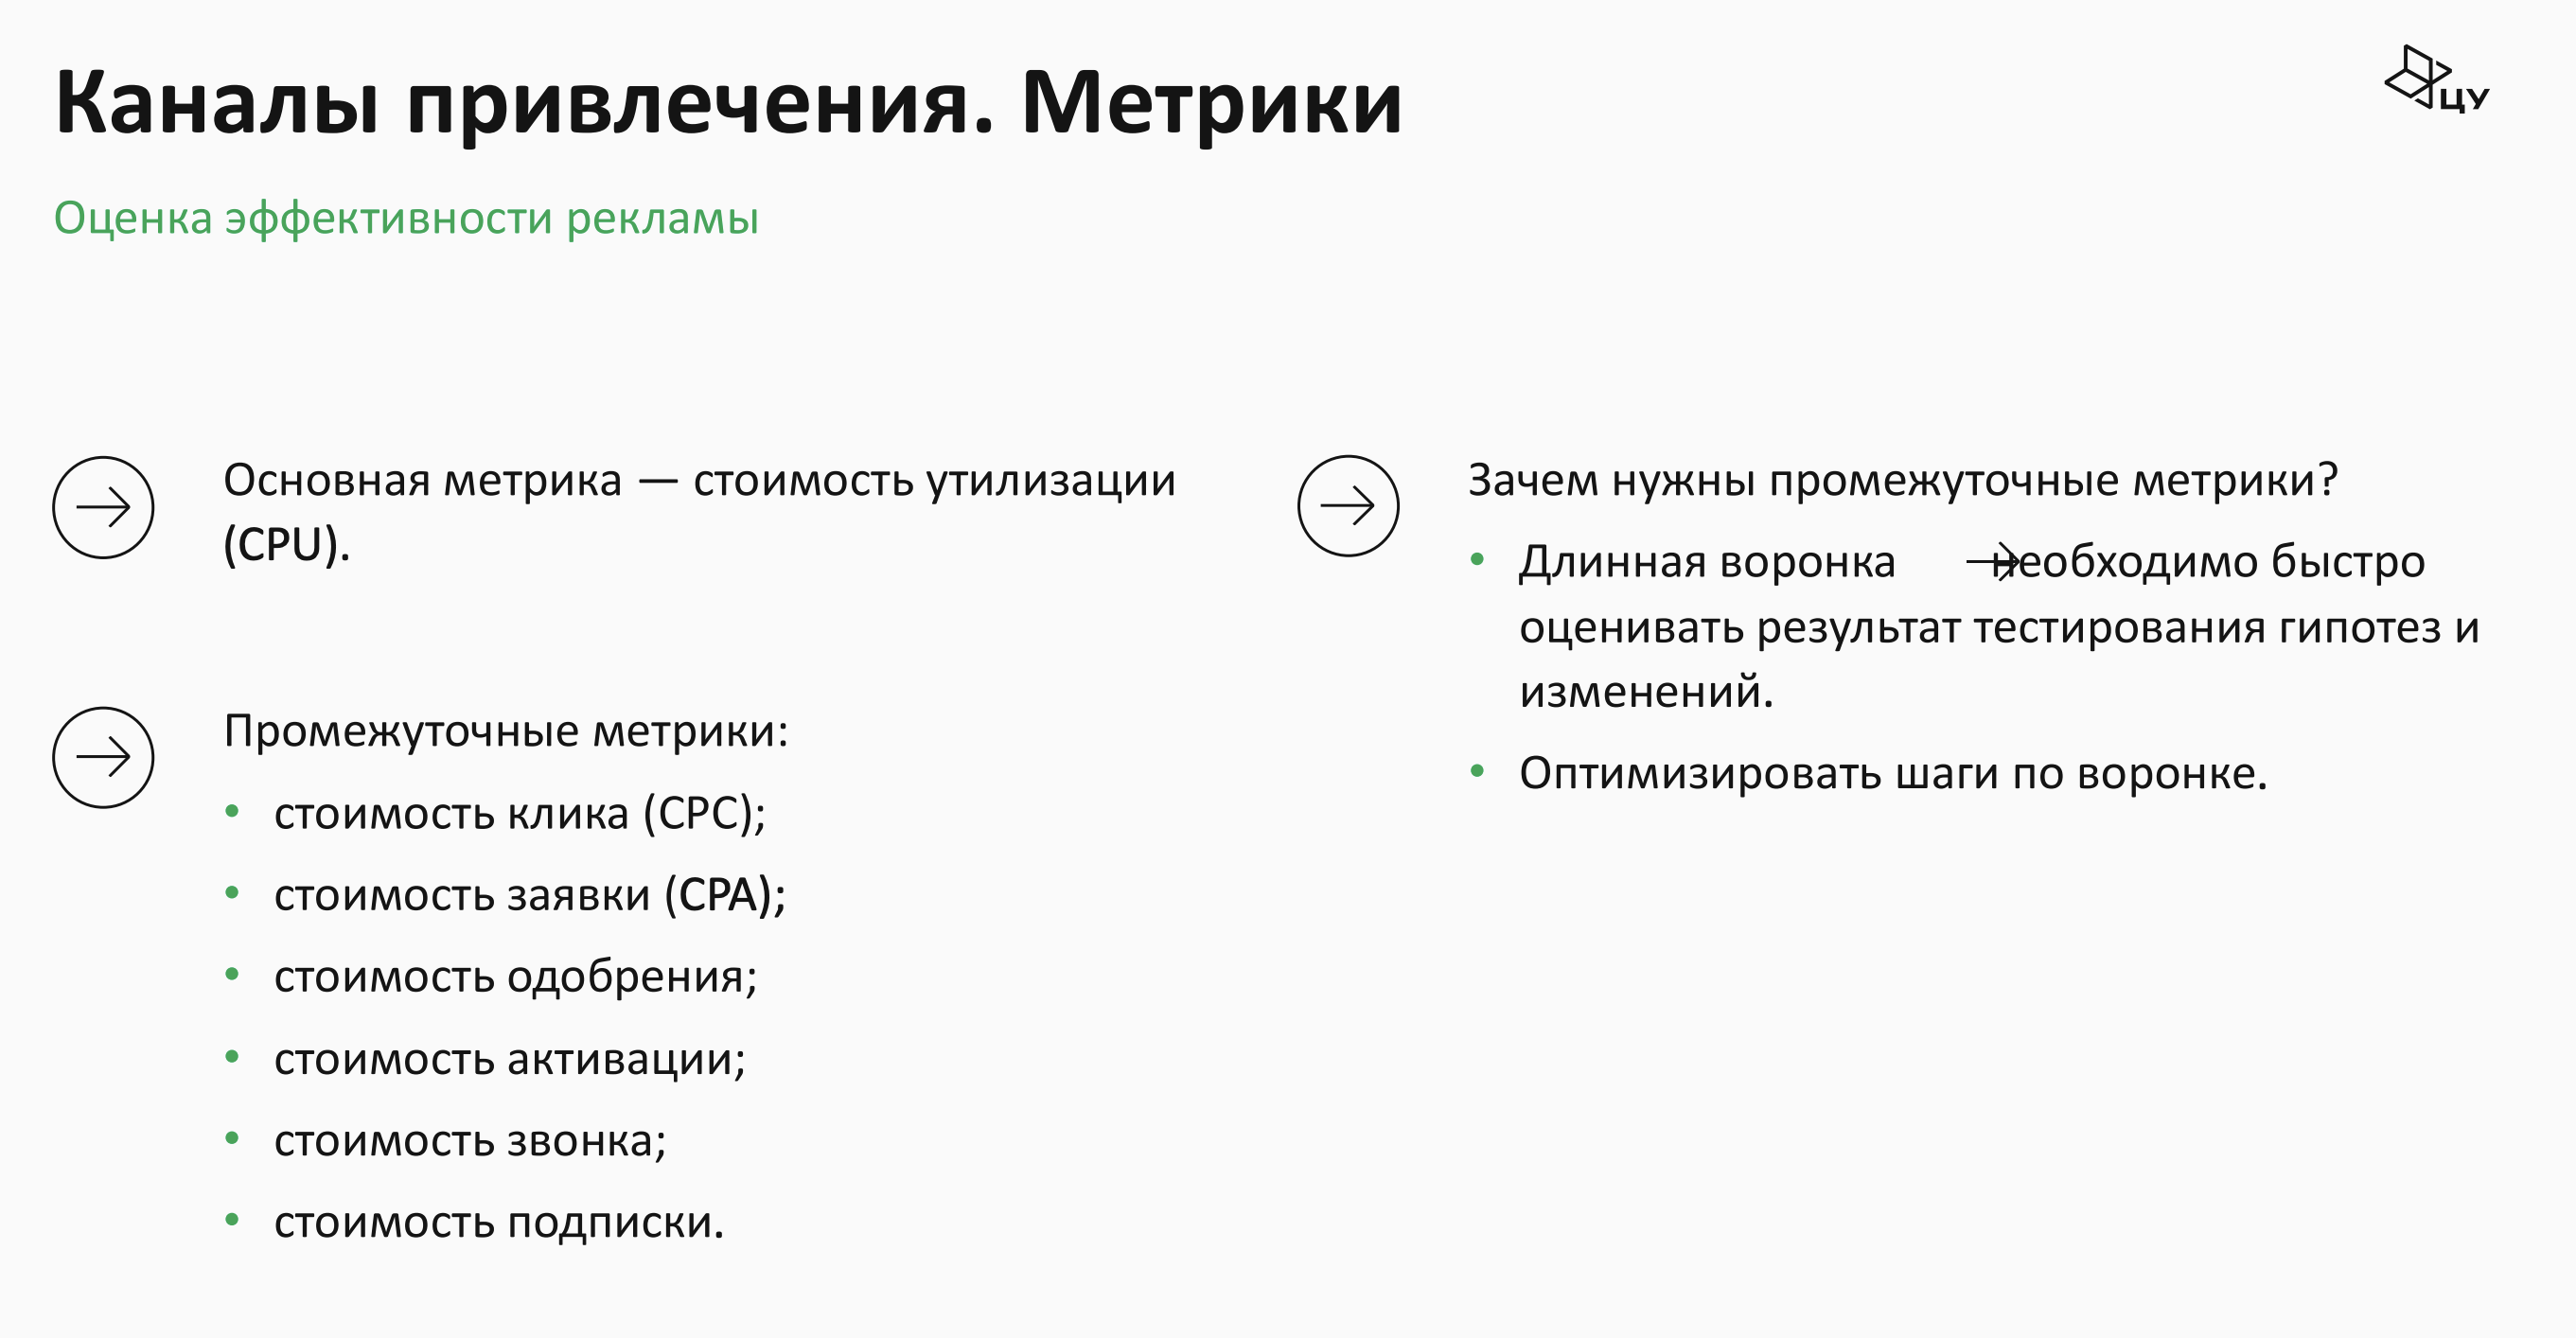 Каналы привлечения. Метрики
ЦУ
Оценка эффективности рекламы
Основная метрика — стоимость утилизации
(CPU).
Промежуточные метрики:
• стоимость клика (CPC);
• стоимость заявки (CPA);
• стоимость одобрения;
• стоимость активации;
• стоимость звонка;
• стоимость подписки.
Зачем нужны промежуточные метрики?
• Длинная воронка → необходимо быстро
оценивать результат тестирования гипотез и
изменений.
• Оптимизировать шаги по воронке.